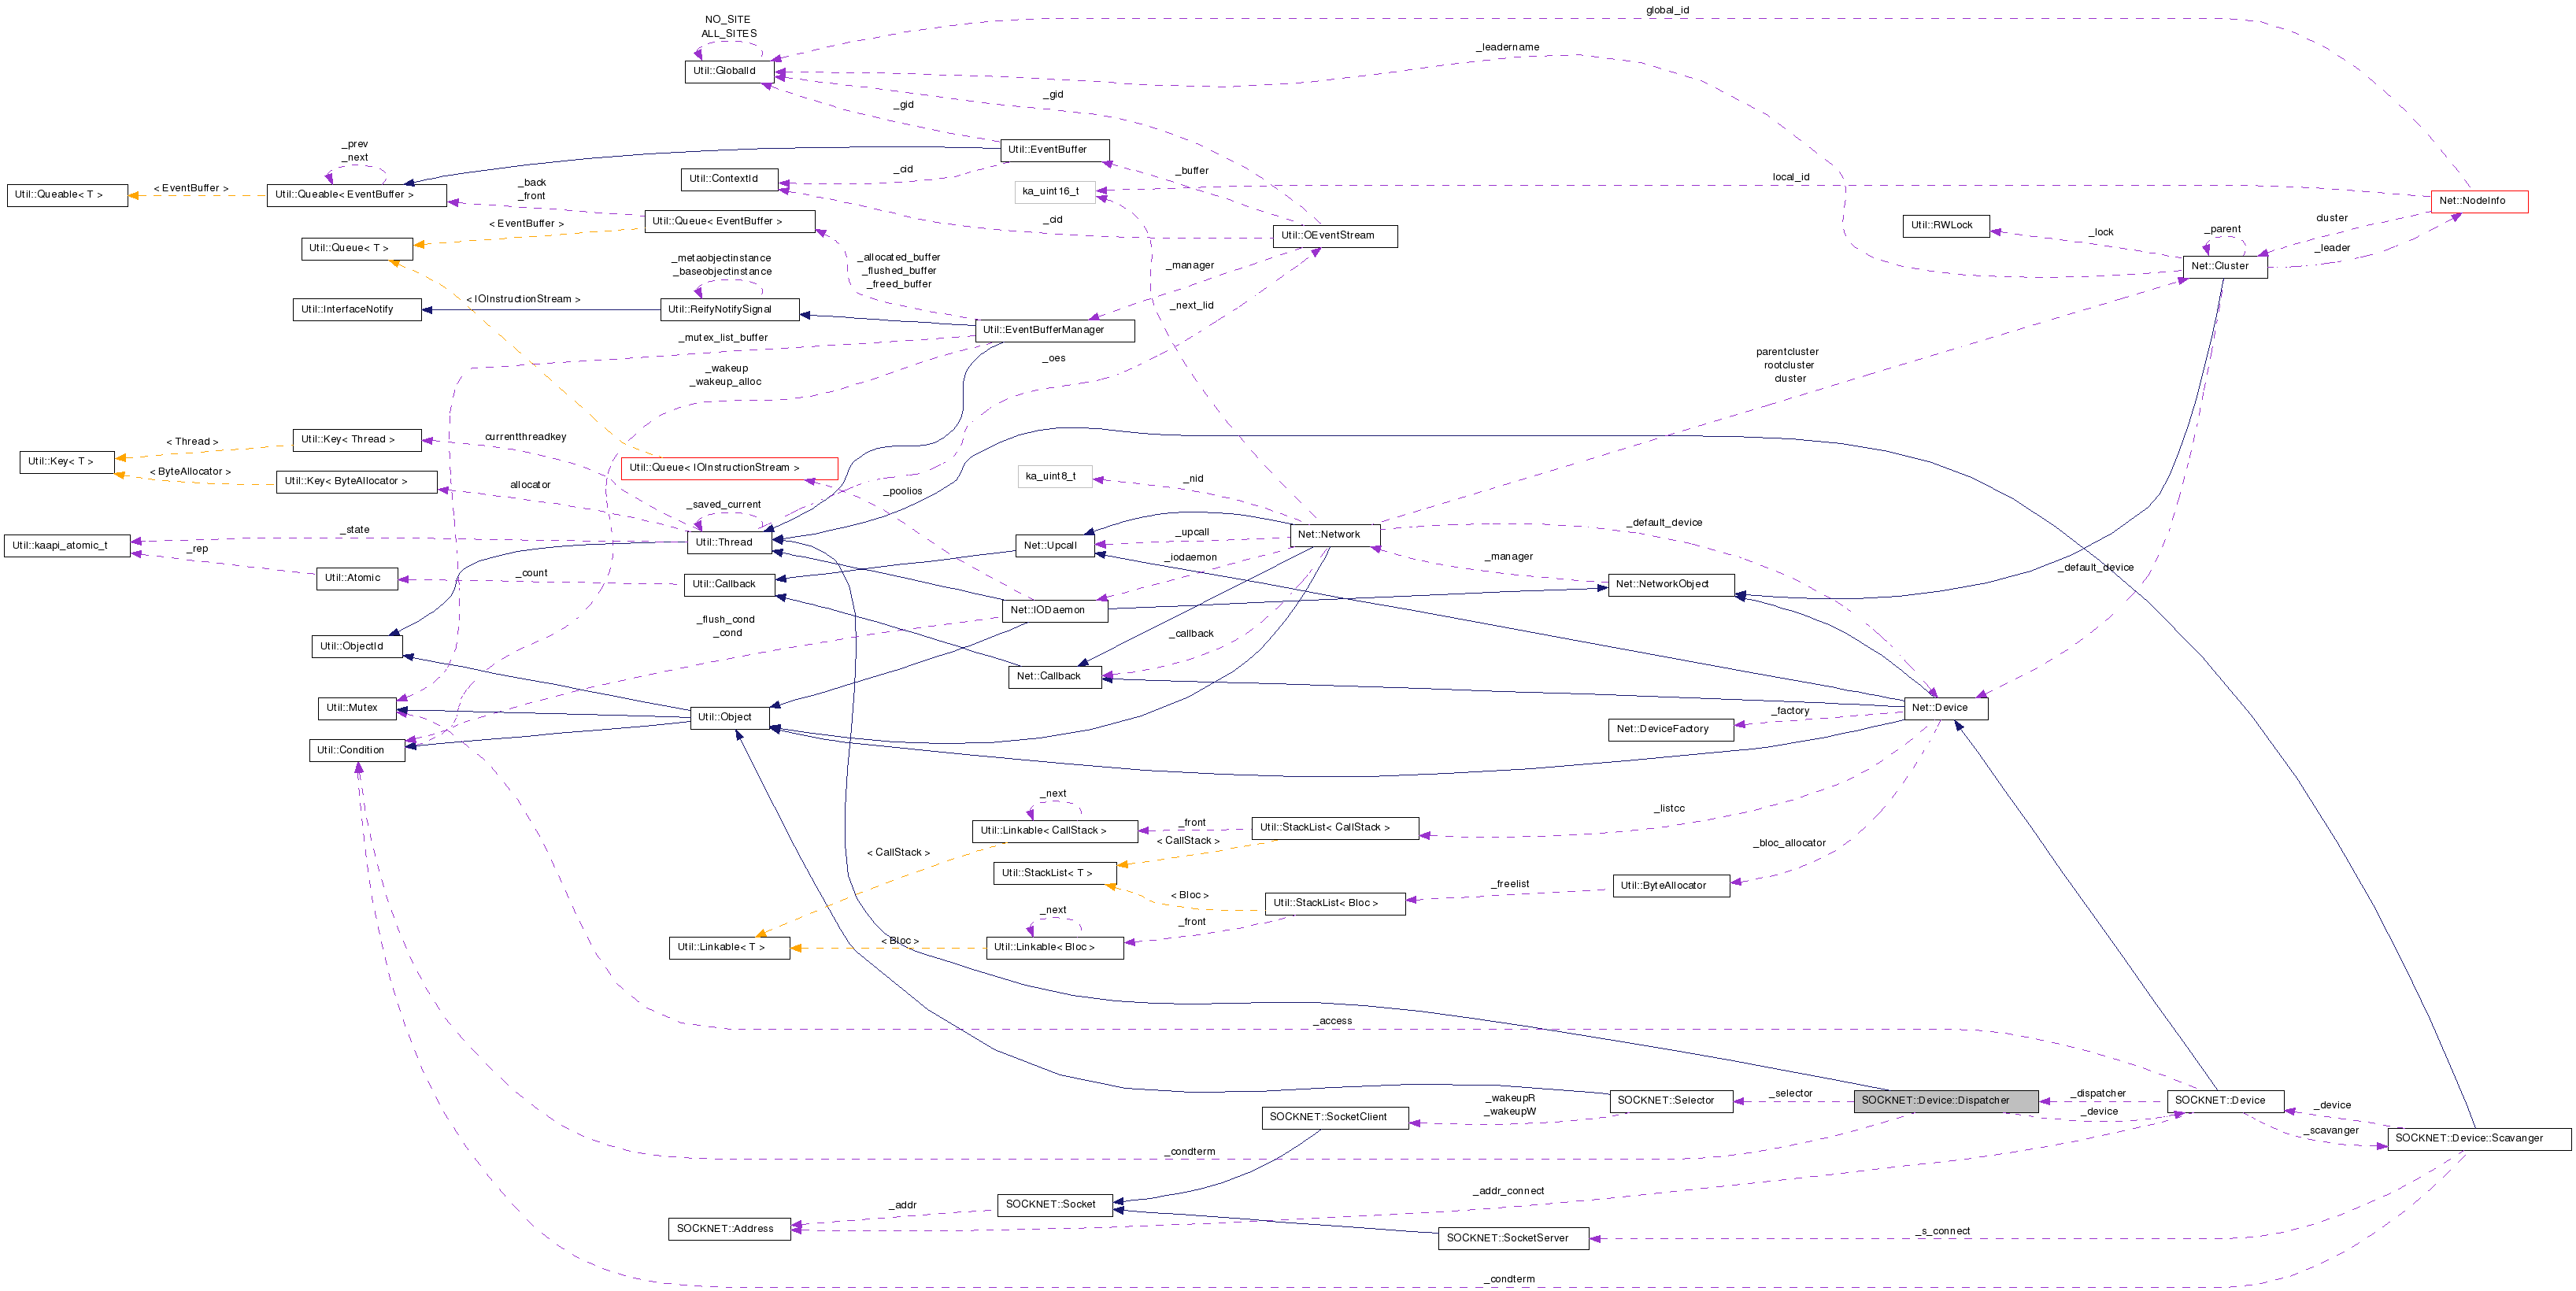 global_id
NO_SITE
ALL_SITES
_leadername
Util::GlobalId
_gid
_gid
_prev
_next
Util::EventBuffer
_buffer
_cid
Util::ContextId
local_id
Util::Queable< T >
< EventBuffer >
Util::Queable< EventBuffer >
_back
_front
ka_uint16_t
Net::NodeInfo
Util::Queue< EventBuffer >
< EventBuffer >
_cid
cluster
Util::RWLock
_lock
_parent
_leader
Util::Queue< T >
Util::OEventStream
_metaobjectinstance
_baseobjectinstance
_allocated_buffer
_flushed_buffer
_freed_buffer
_manager
Net::Cluster
< IOInstructionStream >
Util::InterfaceNotify
Util::ReifyNotifySignal
_next_lid
Util::EventBufferManager
_mutex_list_buffer
_oes
parentcluster
rootcluster
cluster
_wakeup
_wakeup_alloc
Util::Key< Thread >
< Thread >
currentthreadkey
Util::Key< T >
< ByteAllocator >
Util::Queue< IOInstructionStream >
Util::Key< ByteAllocator >
allocator
ka_uint8_t
_nid
_poolios
_saved_current
_state
_default_device
Util::kaapi_atomic_t
_rep
Util::Thread
Net::Upcall
_upcall
Net::Network
_iodaemon
_manager
_default_device
Util::Atomic
_count
Util::Callback
Net::NetworkObject
Net::IODaemon
_flush_cond
_cond
_callback
Util::ObjectId
Net::Callback
Util::Mutex
Util::Object
Net::Device
_factory
Net::DeviceFactory
Util::Condition
_next
_listcc
Util::Linkable< CallStack >
_front
Util::StackList< CallStack >
< CallStack >
< CallStack >
_bloc_allocator
Util::StackList< T >
_freelist
Util::ByteAllocator
< Bloc >
Util::StackList< Bloc >
_next
_front
Util::Linkable< T >
< Bloc >
Util::Linkable< Bloc >
_access
_wakeupR
_wakeupW
SOCKNET::Selector
_selector
SOCKNET::Device::Dispatcher
_dispatcher
_device
SOCKNET::Device
_device
SOCKNET::SocketClient
_scavanger
SOCKNET::Device::Scavanger
_condterm
_addr_connect
SOCKNET::Socket
_addr
SOCKNET::Address
SOCKNET::SocketServer
_s_connect
_condterm